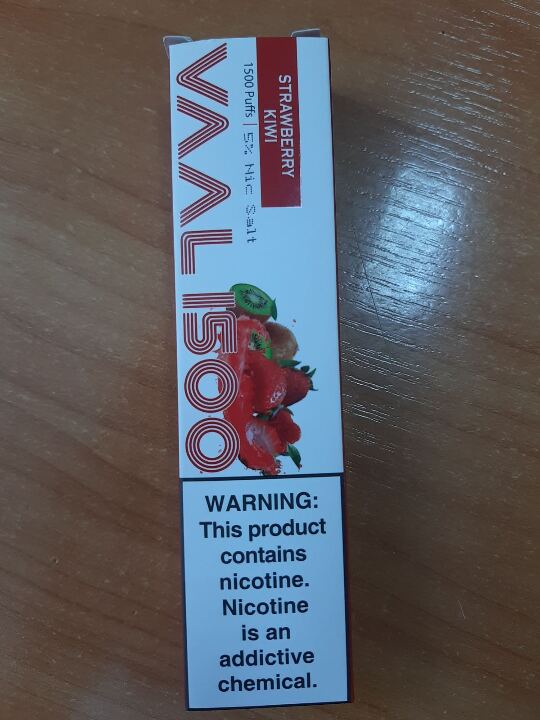 STRAWBERRY
KIWI
1500 Puffs | 5% Nic Salt
VAAL 1500
WARNING:
This product
contains
nicotine.
Nicotine
is an
addictive
chemical.